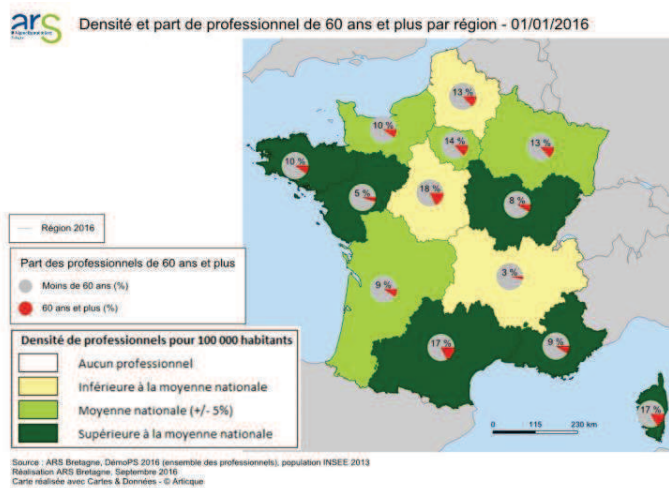 ars
Densité et part de professionnel de 60 ans et plus par région - 01/01/2016
13 %
10 %
14 %
13 %
10 %
5 %
18 %
8 %
Région 2016
Part des professionnels de 60 ans et plus
Moins de 60 ans (%)
60 ans et plus (%)
9 %
3 %
17 %
9 %
17 %
Densité de professionnels pour 100 000 habitants
Aucun professionnel
Inférieure à la moyenne nationale
Moyenne nationale (+/- 5%)
Supérieure à la moyenne nationale
0 115 230 km
Source : ARS Bretagne, DémoPS 2016 (ensemble des professionnels), population INSEE 2013
Réalisation ARS Bretagne, Septembre 2016
Carte réalisée avec Cartes & Données - © Articque